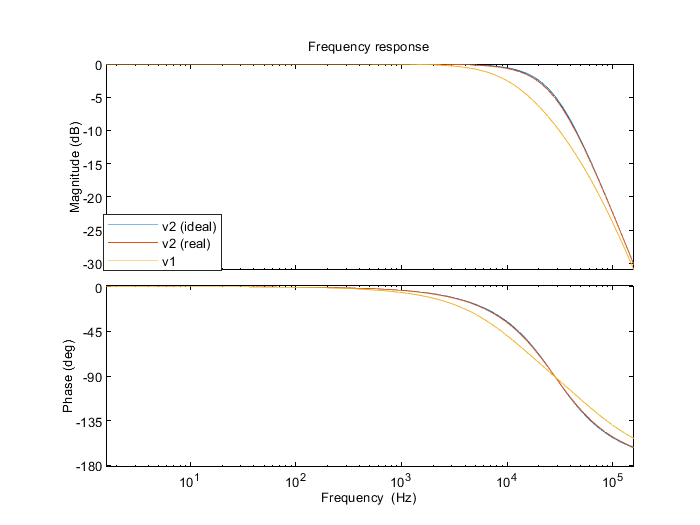 Frequency response
Magnitude (dB)
0
-5
-10
-15
-20
-25
-30
v2 (ideal)
v2 (real)
v1
Phase (deg)
0
-45
-90
-135
-180
10^1 10^2 10^3 10^4 10^5
Frequency (Hz)